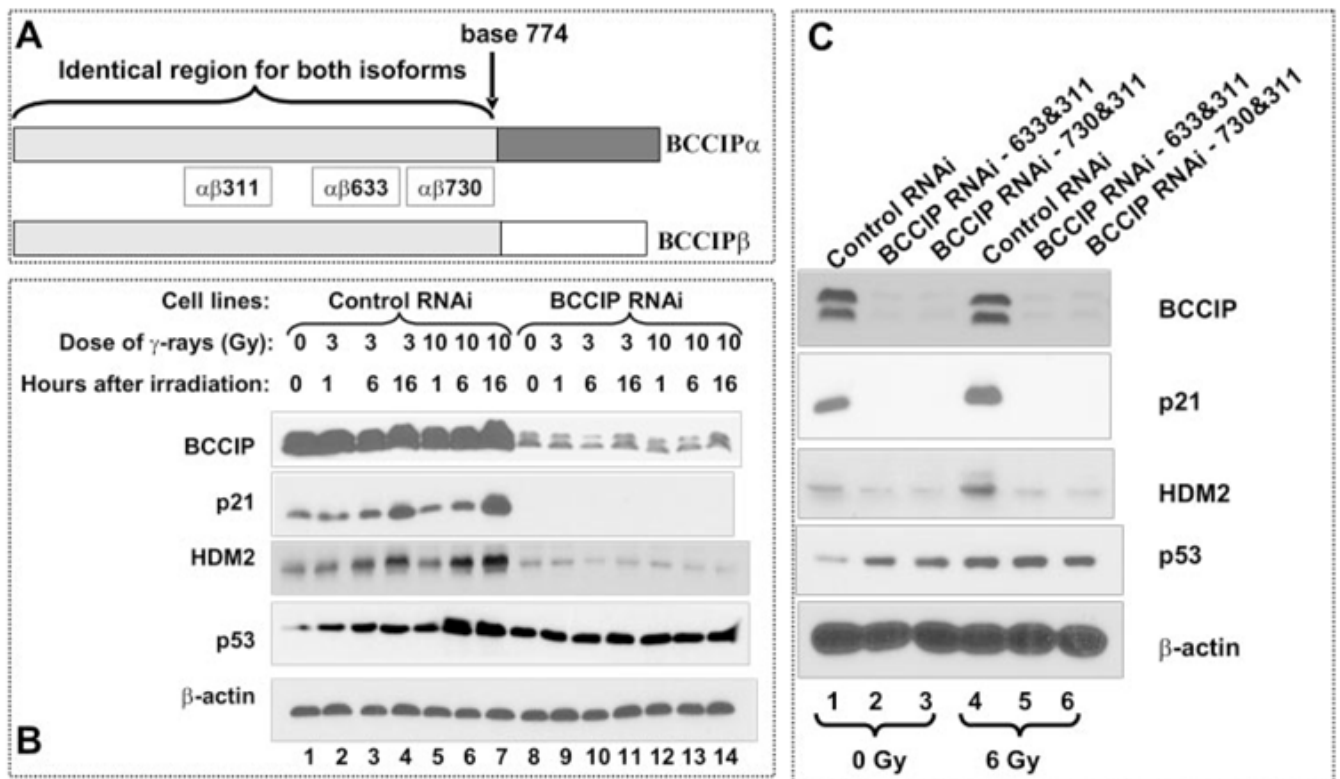 A
base 774
Identical region for both isoforms
BCCIPα
αβ311
αβ633
αβ730
BCCIPβ
Cell lines: Control RNAi BCCIP RNAi
Dose of γ-rays (Gy): 0 3 3 3 10 10 10 0 3 3 3 10 10 10
Hours after irradiation: 0 1 6 16 1 6 16 0 1 6 16 1 6 16
BCCIP
p21
HDM2
p53
β-actin
B
1 2 3 4 5 6 7 8 9 10 11 12 13 14
C
Control RNAi
BCCIP RNAi - 633&311
BCCIP RNAi - 730&311
Control RNAi
BCCIP RNAi - 633&311
BCCIP RNAi - 730&311
BCCIP
p21
HDM2
p53
β-actin
1 2 3 4 5 6
0 Gy 6 Gy